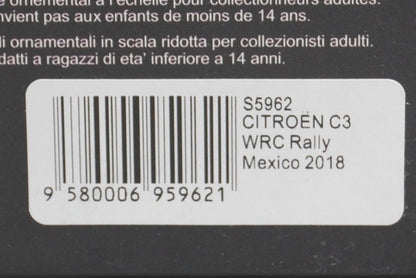 ornemental à l'échelle pour collectionneurs adultes.
nvient pas aux enfants de moins de 14 ans.
li ornamentali in scala ridotta per collezionisti adulti.
datti a ragazzi di eta' inferiore a 14 anni.
S5962
CITROËN C3
WRC Rally
Mexico 2018
9 580006 959621